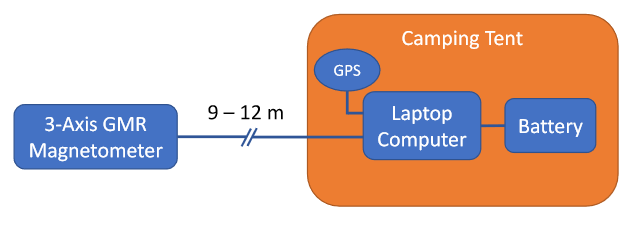 Camping Tent
GPS
9 – 12 m
3-Axis GMR
Magnetometer
Laptop
Computer
Battery